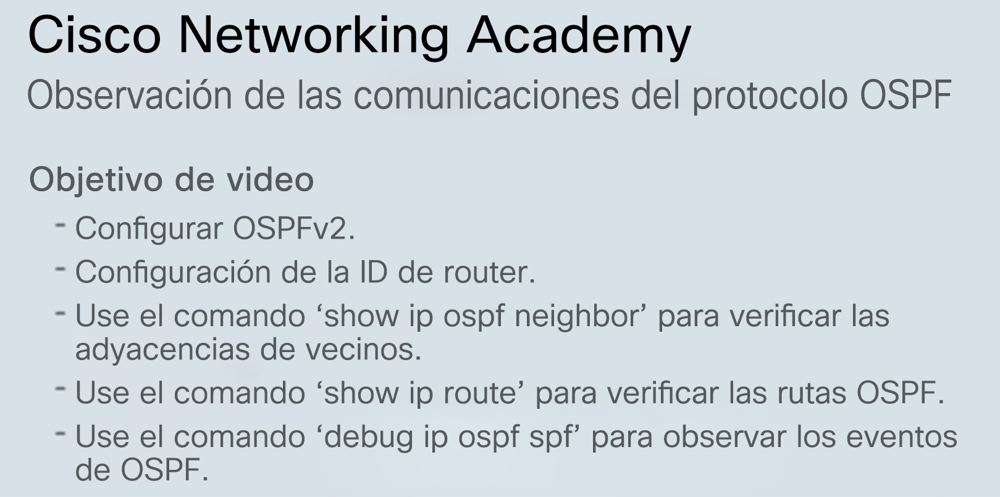 Cisco Networking Academy
Observación de las comunicaciones del protocolo OSPF
Objetivo de video
- Configurar OSPFv2.
- Configuración de la ID de router.
- Use el comando ‘show ip ospf neighbor’ para verificar las
adyacencias de vecinos.
- Use el comando ‘show ip route’ para verificar las rutas OSPF.
- Use el comando ‘debug ip ospf spf’ para observar los eventos
de OSPF.